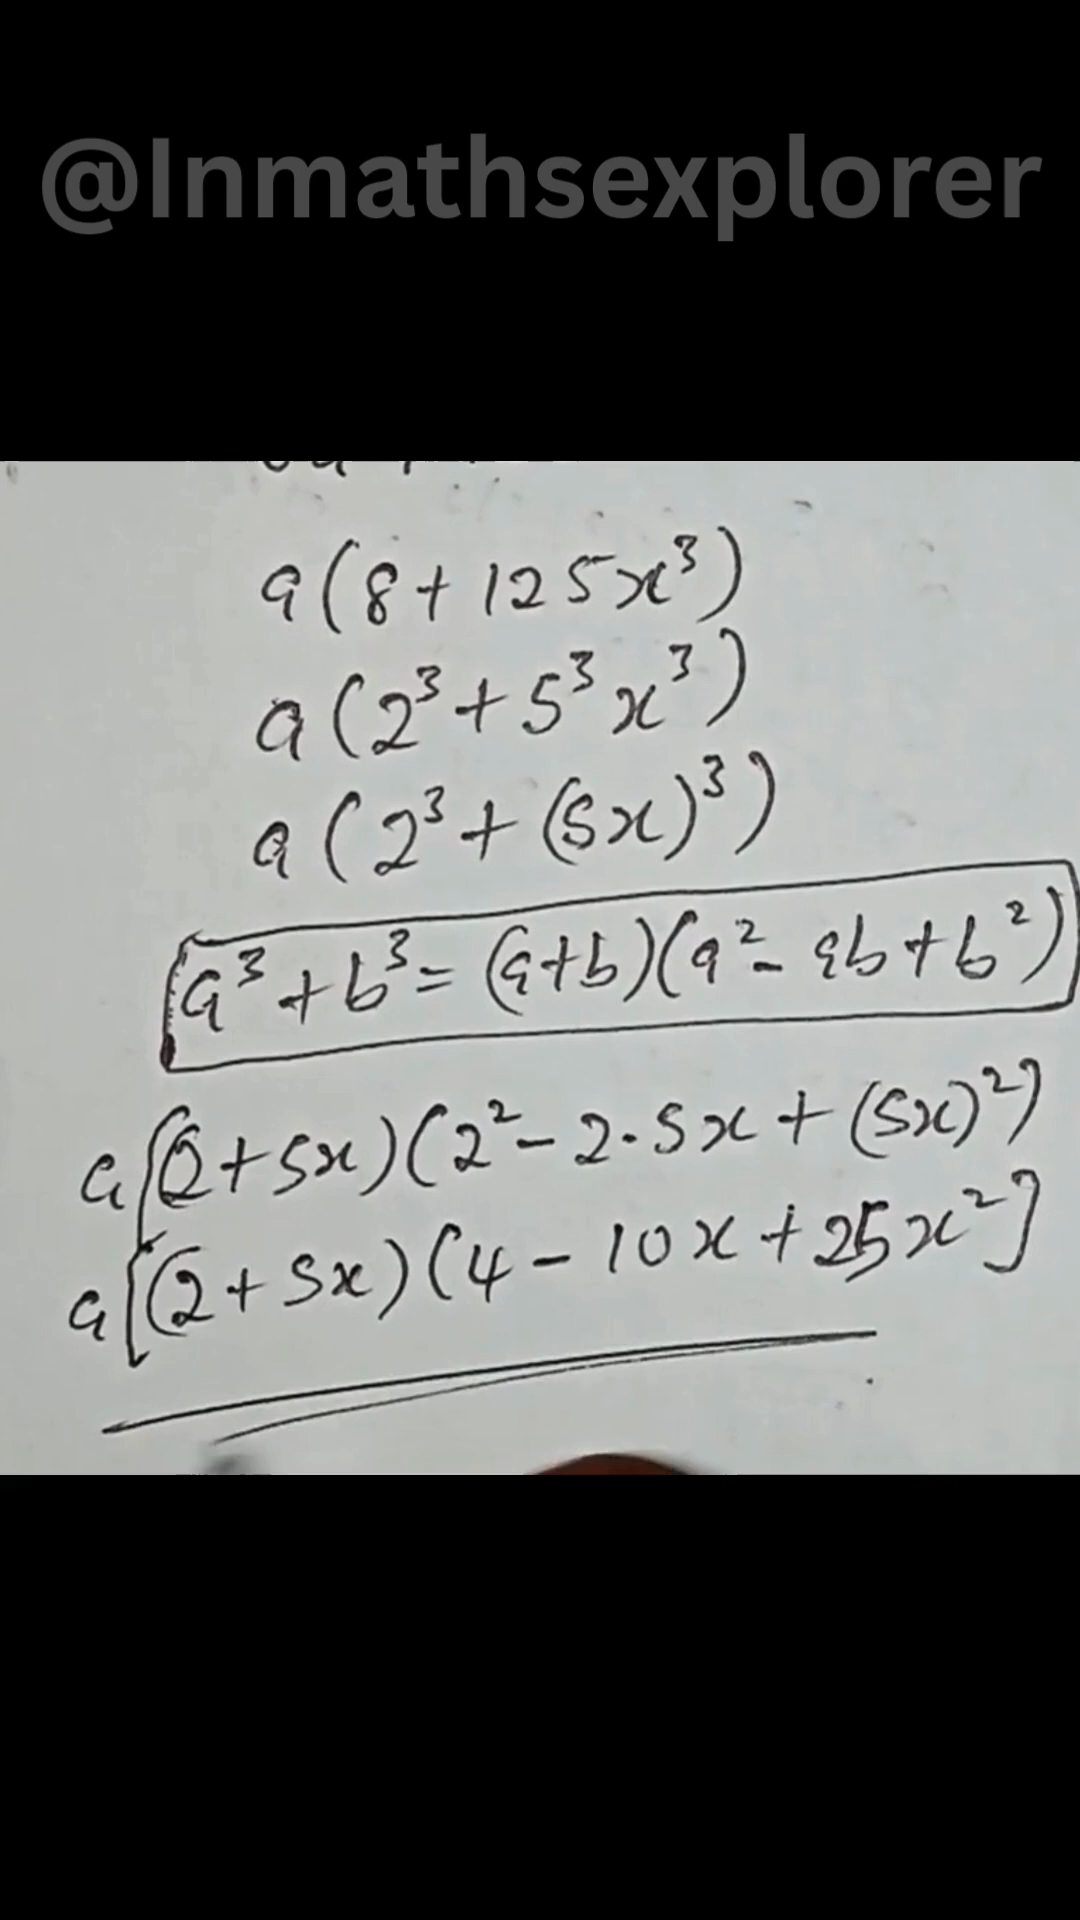 @Inmathsexplorer
a(8+125x³)
a(2³+5³x³)
a(2³+(5x)³)
a³+b³=(a+b)(a²-ab+b²)
a[(2+5x)(2²-2·5x+(5x)²)
a[(2+5x)(4-10x+25x²]